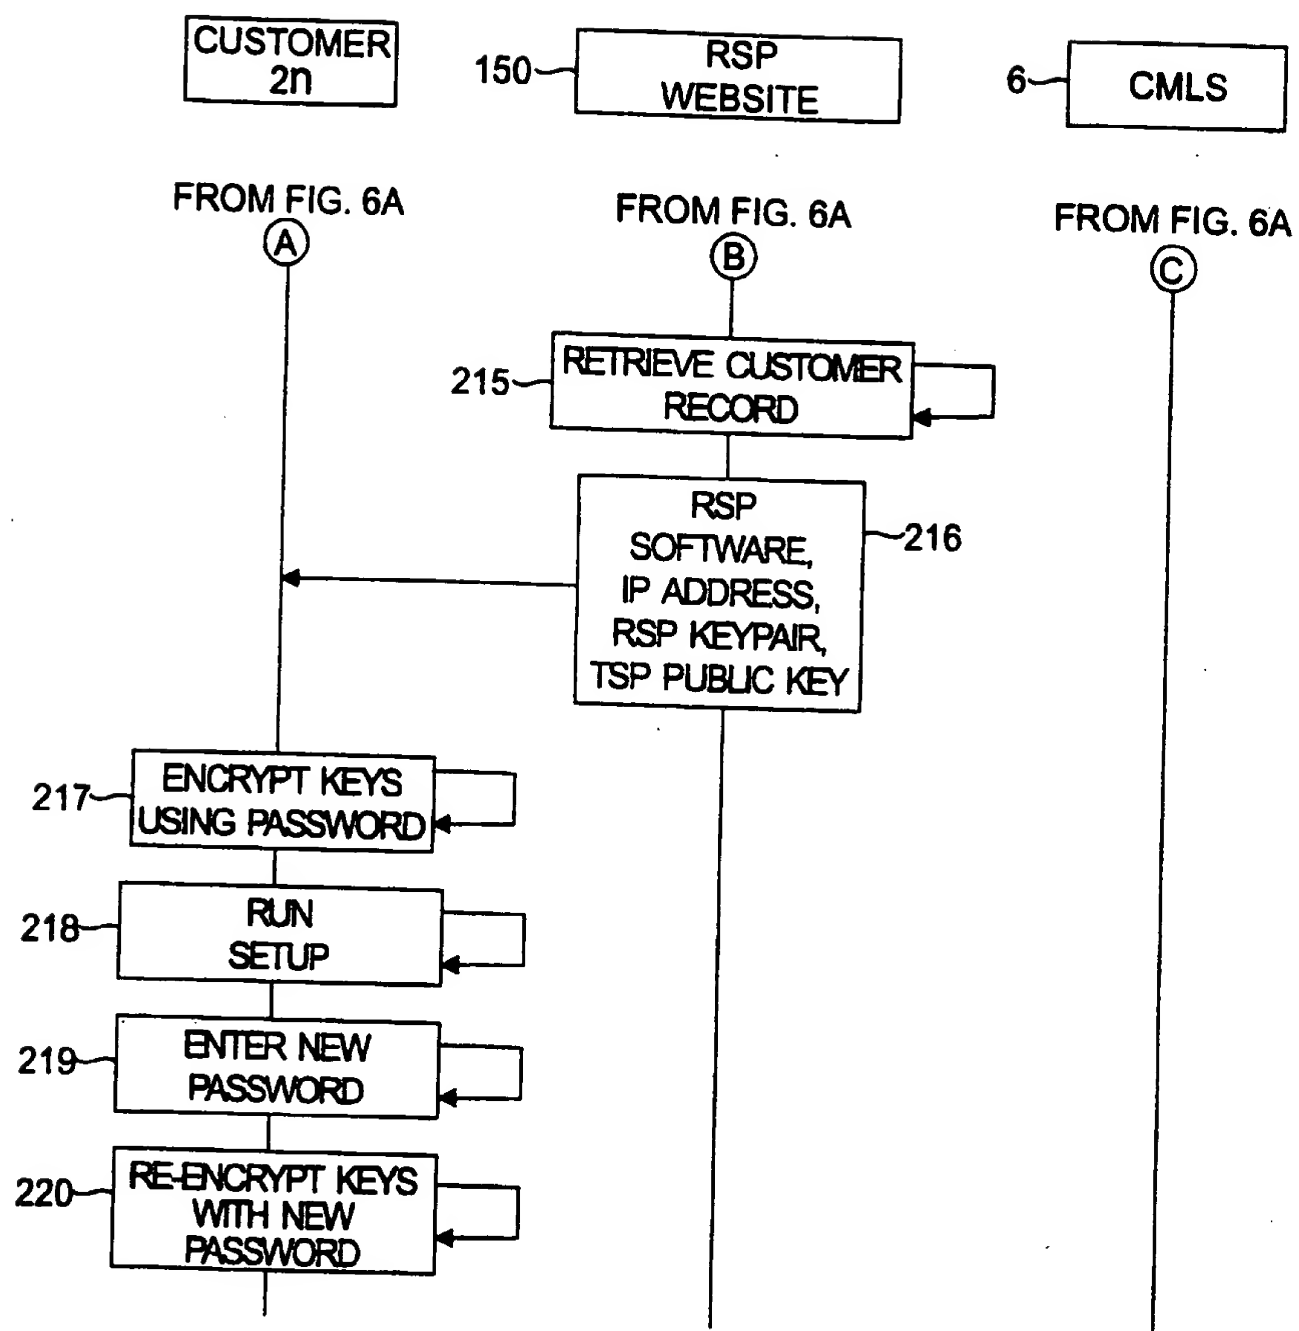 CUSTOMER
2n
150
RSP
WEBSITE
6
CMLS
FROM FIG. 6A
A
FROM FIG. 6A
B
FROM FIG. 6A
C
215
RETRIEVE CUSTOMER
RECORD
216
RSP
SOFTWARE,
IP ADDRESS,
RSP KEYPAIR,
TSP PUBLIC KEY
217
ENCRYPT KEYS
USING PASSWORD
218
RUN
SETUP
219
ENTER NEW
PASSWORD
220
RE-ENCRYPT KEYS
WITH NEW
PASSWORD